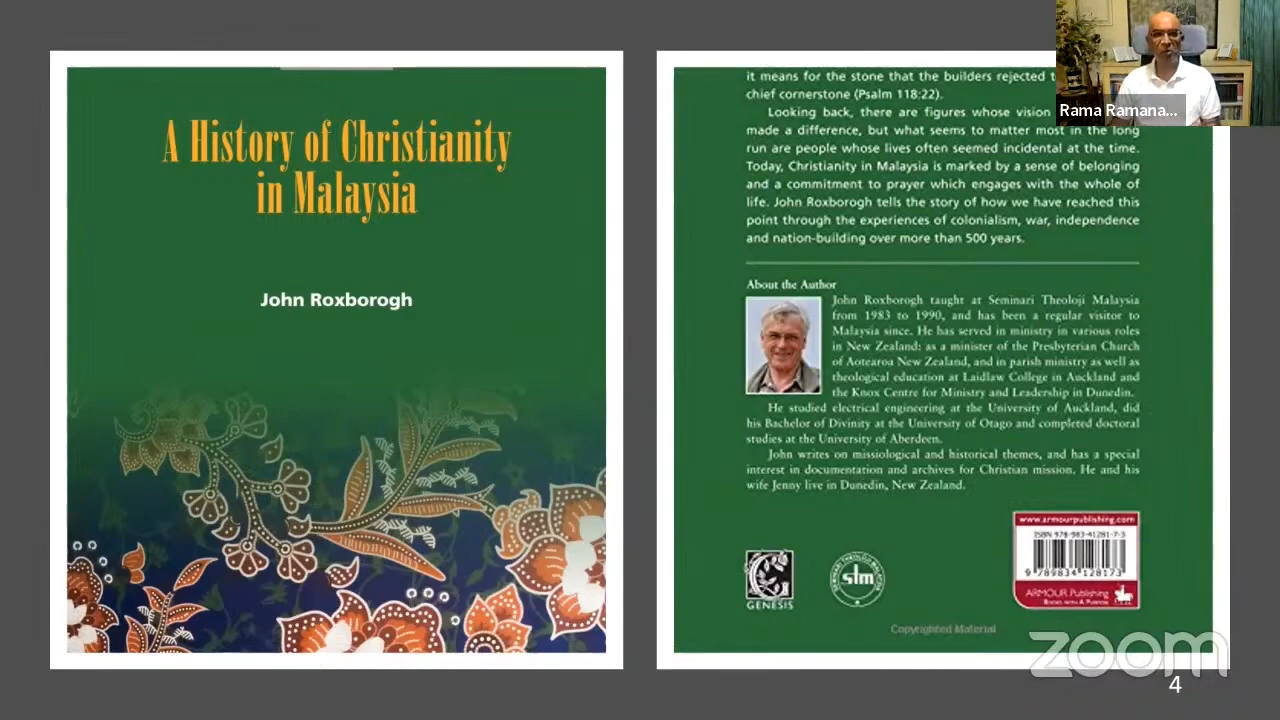 A History of Christianity
in Malaysia
John Roxborogh
it means for the stone that the builders rejected
chief cornerstone (Psalm 118:22).
Looking back, there are figures whose vision
made a difference, but what seems to matter most in the long
run are people whose lives often seemed incidental at the time.
Today, Christianity in Malaysia is marked by a sense of belonging
and a commitment to prayer which engages with the whole of
life. John Roxborogh tells the story of how we have reached this
point through the experiences of colonialism, war, independence
and nation-building over more than 500 years.
About the Author
John Roxborogh taught at Seminari Theoloji Malaysia
from 1983 to 1990, and has been a regular visitor to
Malaysia since. He has served in ministry in various roles
in New Zealand: as a minister of the Presbyterian Church
of Aotearoa New Zealand, and in parish ministry as well as
theological education at Laidlaw College in Auckland and
the Knox Centre for Ministry and Leadership in Dunedin.
He studied electrical engineering at the University of Auckland, did
his Bachelor of Divinity at the University of Otago and completed doctoral
studies at the University of Aberdeen.
John writes on missiological and historical themes, and has a special
interest in documentation and archives for Christian mission. He and his
wife Jenny live in Dunedin, New Zealand.
GENESIS
stm
www.armourpublishing.com
ISBN 978-983-41281-7-3
9 789834 128173
ARMOUR Publishing
BOOKS WITH A PURPOSE
Copyrighted Material
Rama Ramana...
zoom
4